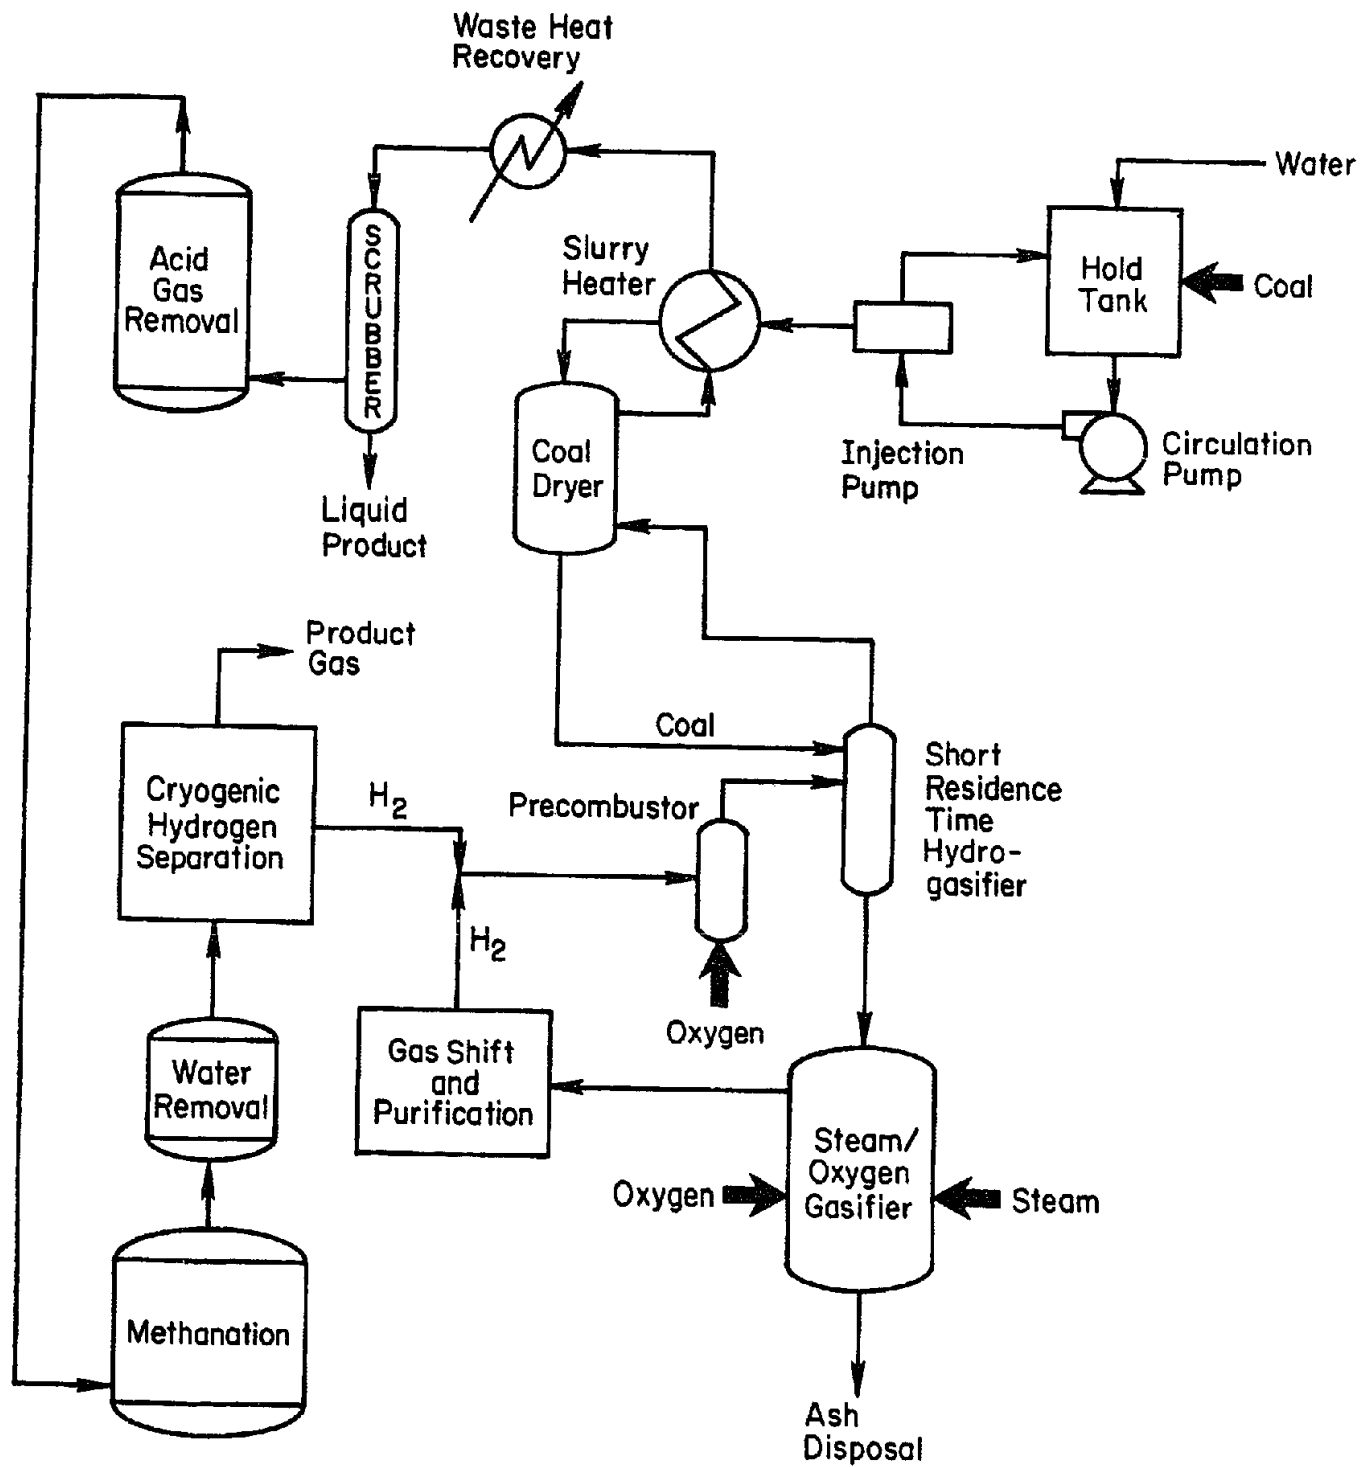 Waste Heat
Recovery
Water
Hold
Tank
Coal
Slurry
Heater
Acid
Gas
Removal
SCRUBBER
Coal
Dryer
Injection
Pump
Circulation
Pump
Liquid
Product
Product
Gas
Coal
Short
Residence
Time
Hydro-
gasifier
Cryogenic
Hydrogen
Separation
H2
Precombustor
H2
Oxygen
Gas Shift
and
Purification
Water
Removal
Steam/
Oxygen
Gasifier
Oxygen
Steam
Methanation
Ash
Disposal